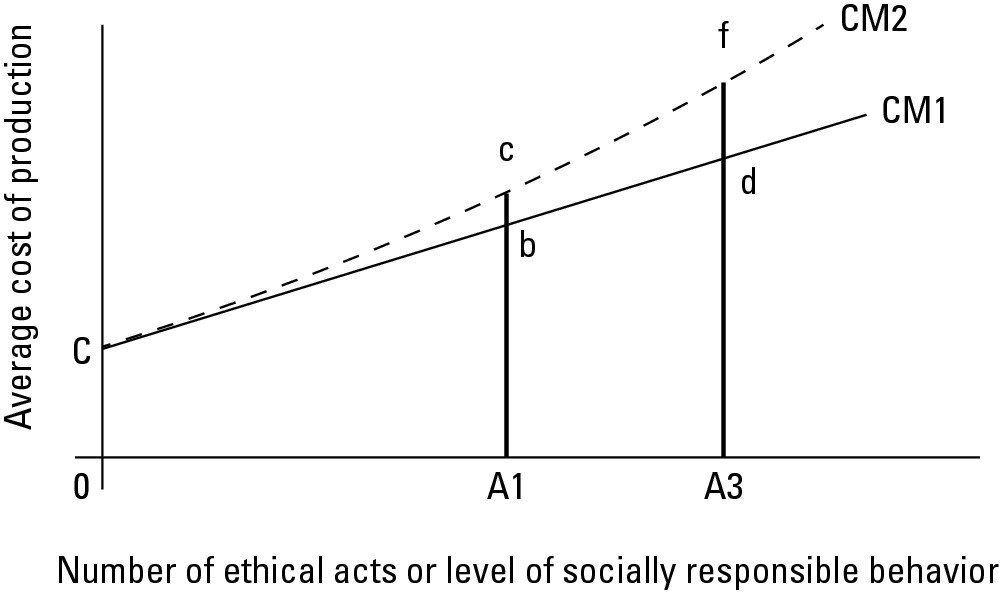 Average cost of production
CM2
f
CM1
c
d
b
C
0
A1
A3
Number of ethical acts or level of socially responsible behavior